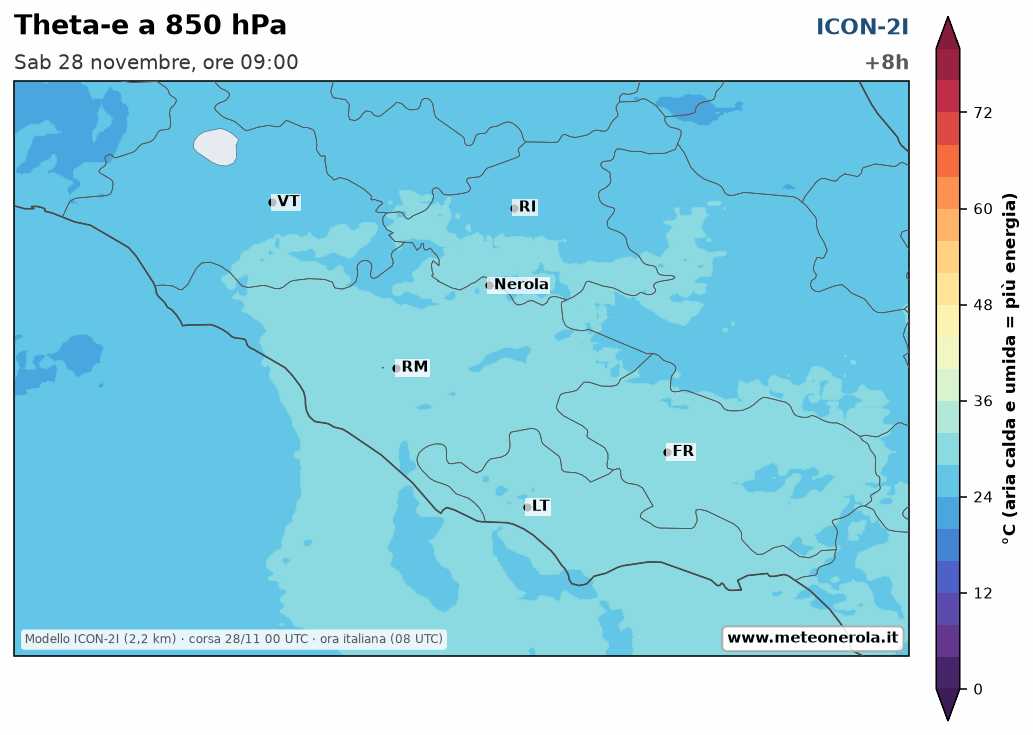 Theta-e a 850 hPa
ICON-2I
Sab 28 novembre, ore 09:00
+8h
72
60
48
36
24
12
0
°C (aria calda e umida = più energia)
VT
RI
Nerola
RM
FR
LT
Modello ICON-2I (2,2 km) · corsa 28/11 00 UTC · ora italiana (08 UTC)
www.meteonerola.it